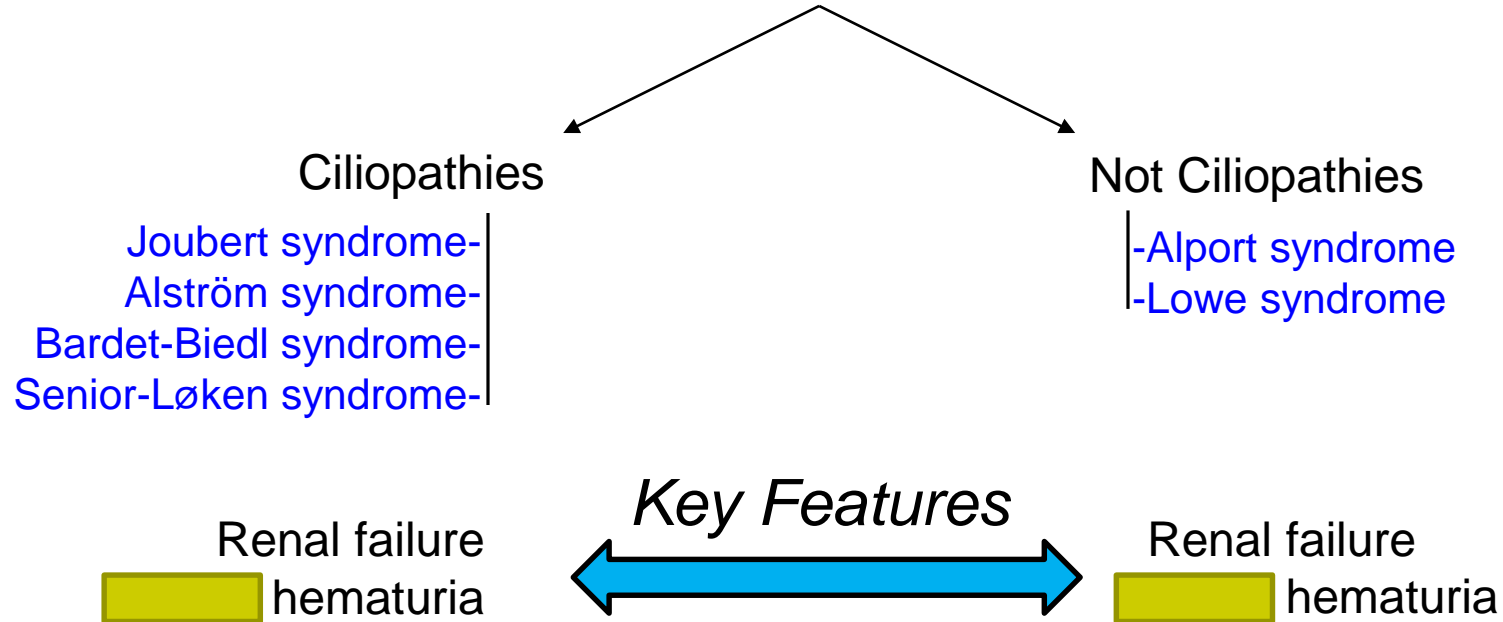 Ciliopathies
Joubert syndrome-
Alström syndrome-
Bardet-Biedl syndrome-
Senior-Løken syndrome-
Not Ciliopathies
-Alport syndrome
-Lowe syndrome
Key Features
Renal failure
hematuria
Renal failure
hematuria